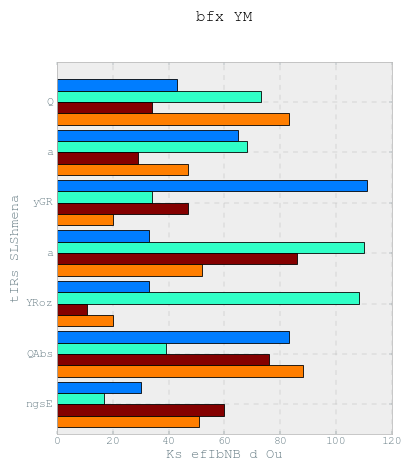 bfx YM
Q
a
yGR
a
YRoz
QAbs
ngsE
tIRs SLShmena
0 20 40 60 80 100 120
Ks efIbNB d Ou